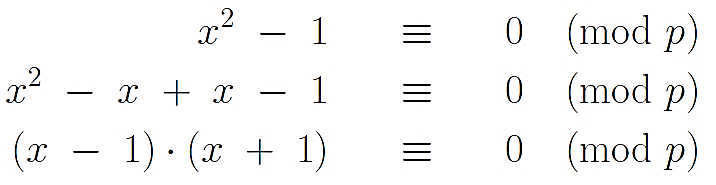 x² − 1 ≡ 0 (mod p)
x² − x + x − 1 ≡ 0 (mod p)
(x − 1) · (x + 1) ≡ 0 (mod p)